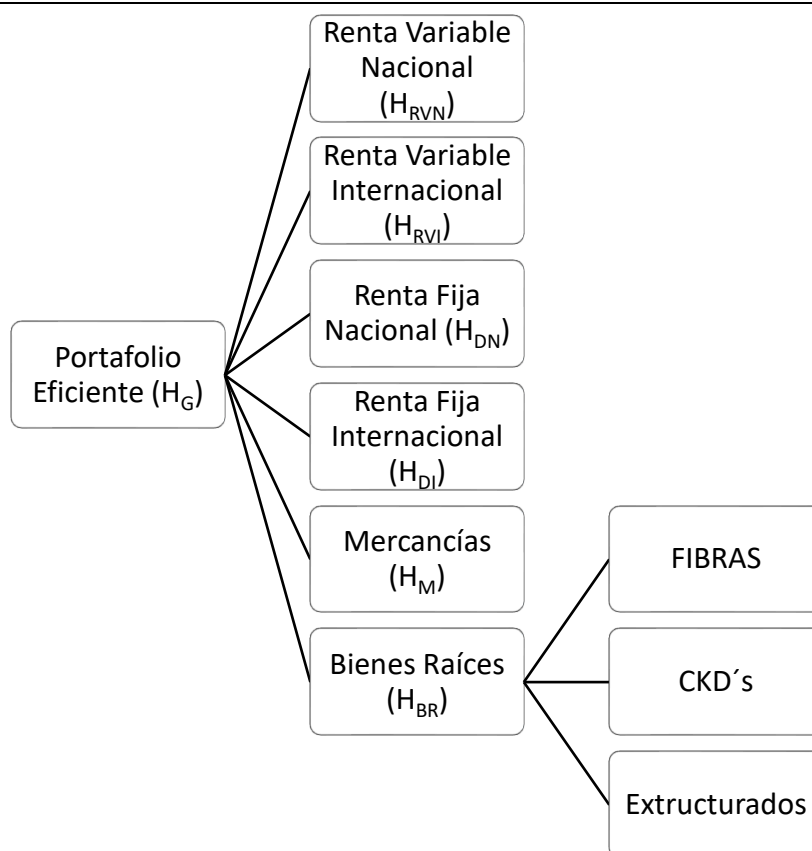 Portafolio
Eficiente (H_G)
Renta Variable
Nacional
(H_RVN)
Renta Variable
Internacional
(H_RVI)
Renta Fija
Nacional (H_DN)
Renta Fija
Internacional
(H_DI)
Mercancías
(H_M)
Bienes Raíces
(H_BR)
FIBRAS
CKD´s
Extructurados